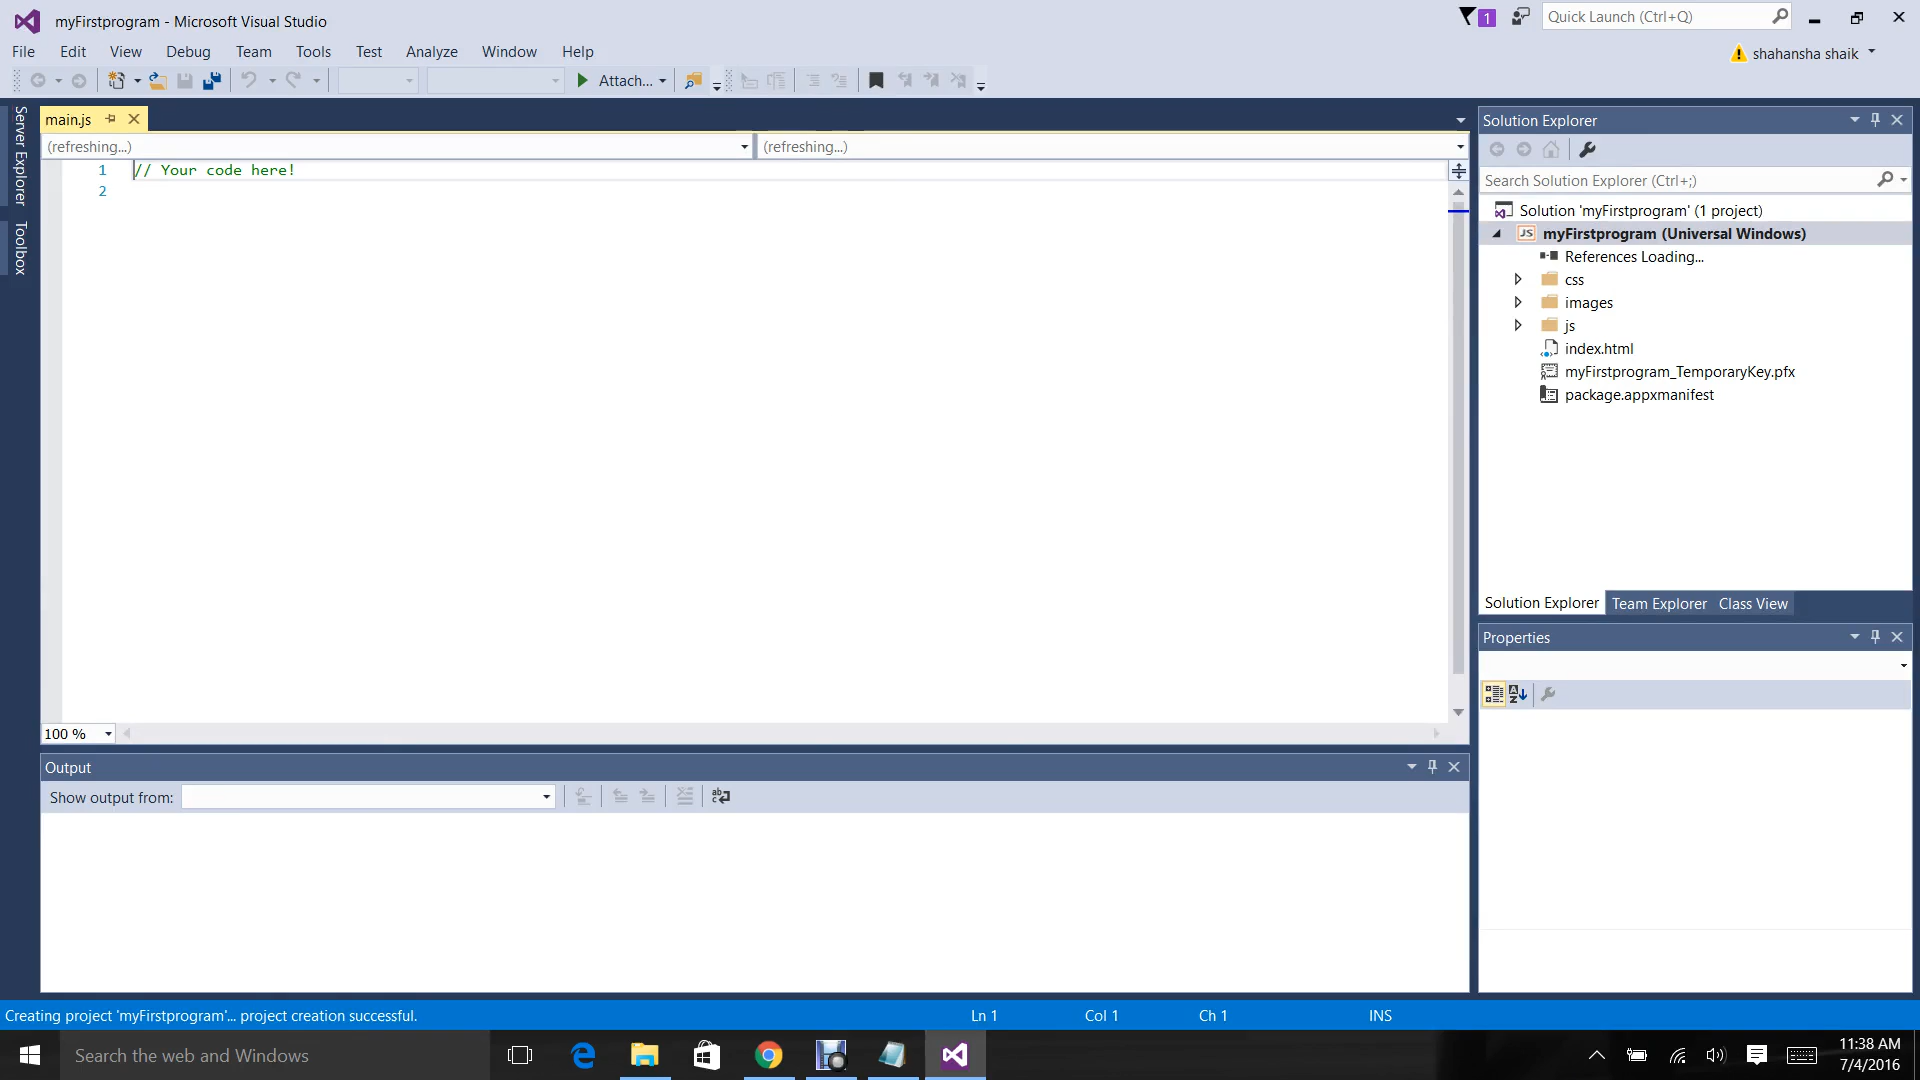 myFirstprogram - Microsoft Visual Studio
1
Quick Launch (Ctrl+Q)
File Edit View Debug Team Tools Test Analyze Window Help
shahansha shaik
Attach...
Server Explorer
Toolbox
main.js
(refreshing...)
(refreshing...)
1 // Your code here!
2
100 %
Solution Explorer
Search Solution Explorer (Ctrl+;)
Solution 'myFirstprogram' (1 project)
JS myFirstprogram (Universal Windows)
References Loading...
css
images
js
index.html
myFirstprogram_TemporaryKey.pfx
package.appxmanifest
Solution Explorer Team Explorer Class View
Properties
Output
Show output from:
Creating project 'myFirstprogram'... project creation successful.
Ln 1 Col 1 Ch 1 INS
Search the web and Windows
11:38 AM
7/4/2016